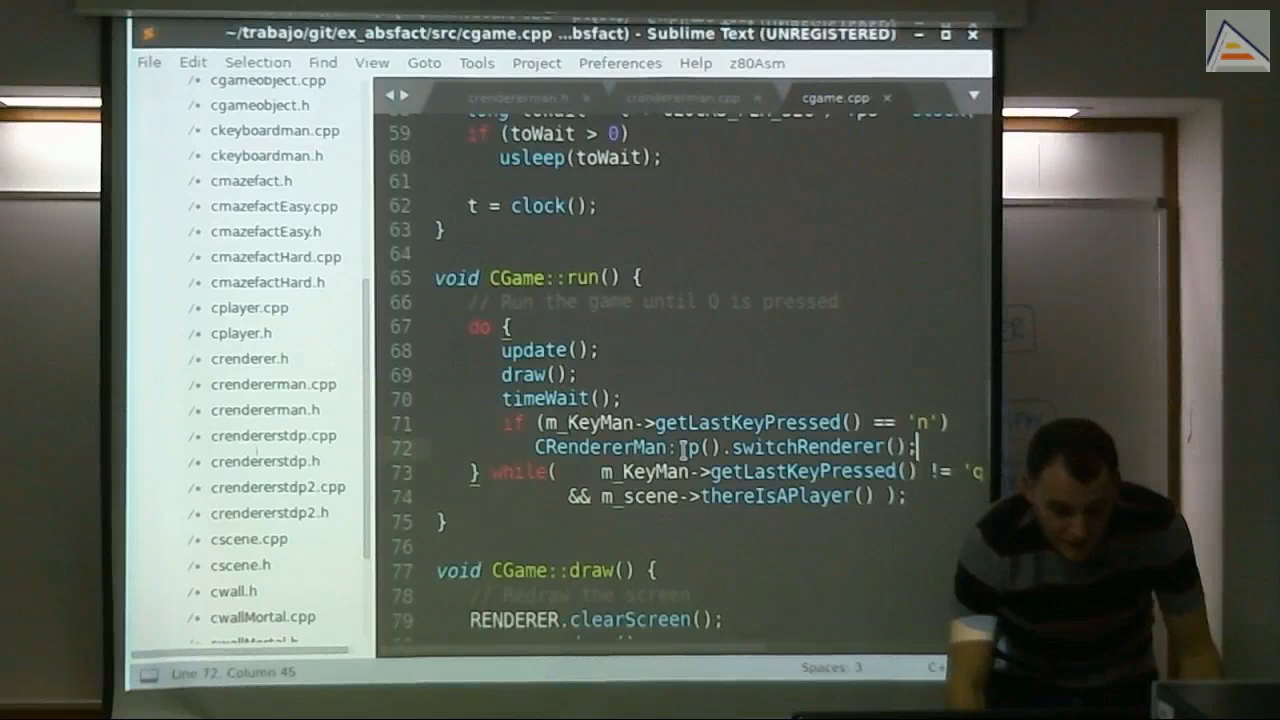 ~/trabajo/git/ex_absfact/src/cgame.cpp ...bsfact) - Sublime Text (UNREGISTERED)
File Edit Selection Find View Goto Tools Project Preferences Help z80Asm
crendererman.h × crendererman.cpp × cgame.cpp ×
cgameobject.cpp
cgameobject.h
ckeyboardman.cpp
ckeyboardman.h
cmazefact.h
cmazefactEasy.cpp
cmazefactEasy.h
cmazefactHard.cpp
cmazefactHard.h
cplayer.cpp
cplayer.h
crenderer.h
crendererman.cpp
crendererman.h
crendererstdp.cpp
crendererstdp.h
crendererstdp2.cpp
crendererstdp2.h
cscene.cpp
cscene.h
cwall.h
cwallMortal.cpp
cwallMortal.h
59 if (toWait > 0)
60 usleep(toWait);
61
62 t = clock();
63 }
64
65 void CGame::run() {
66 // Run the game until Q is pressed
67 do {
68 update();
69 draw();
70 timeWait();
71 if (m_KeyMan->getLastKeyPressed() == 'n')
72 CRendererMan::p().switchRenderer();
73 } while( m_KeyMan->getLastKeyPressed() != 'q
74 && m_scene->thereIsAPlayer() );
75 }
76
77 void CGame::draw() {
78 // Redraw the screen
79 RENDERER.clearScreen();
Line 72, Column 45
Spaces: 3
C+